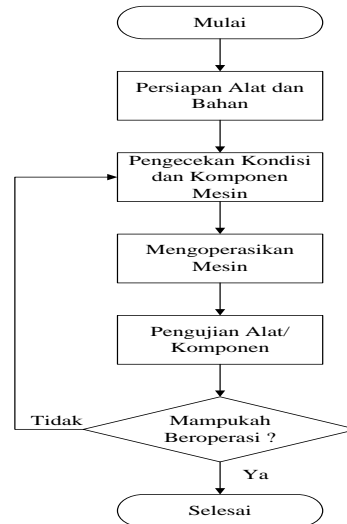 Mulai
Persiapan Alat dan
Bahan
Pengecekan Kondisi
dan Komponen
Mesin
Mengoperasikan
Mesin
Pengujian Alat/
Komponen
Tidak
Mampukah
Beroperasi ?
Ya
Selesai